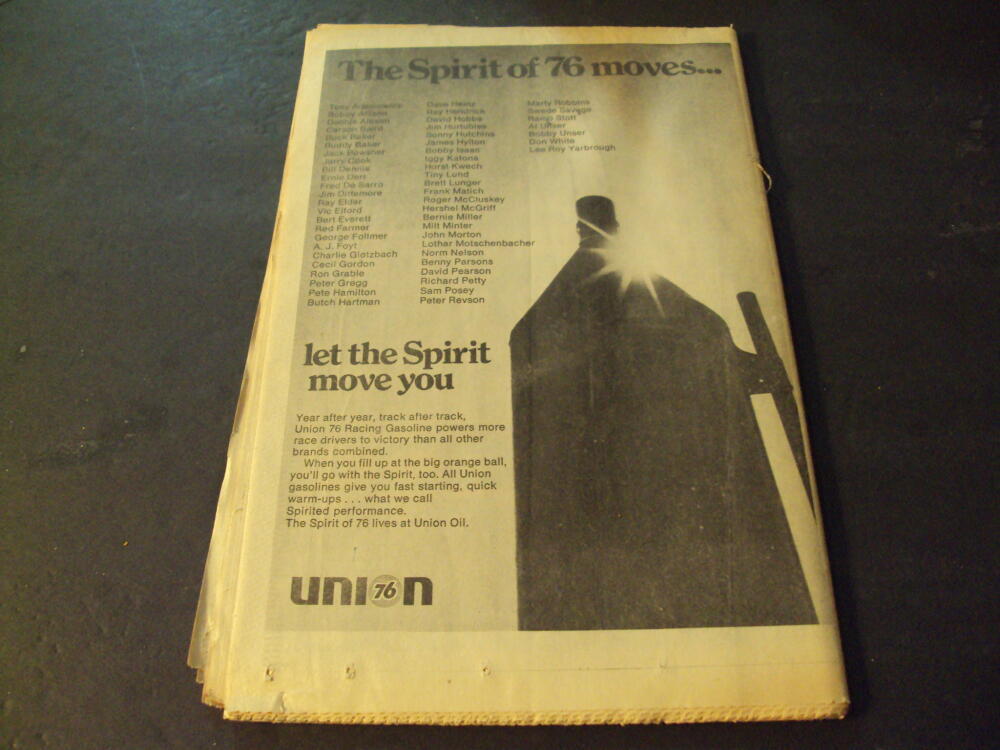 The Spirit of 76 moves...
Tony Adamowicz
Bobby Allison
Donnie Allison
Carson Baird
Buck Baker
Buddy Baker
Dick Bowsher
Jerry Cook
Bill Dennis
Ernie Derr
Fred De Sarro
Jim Dittemore
Ray Elder
Vic Elford
Bert Everett
Red Farmer
George Follmer
A. J. Foyt
Charlie Glotzbach
Cecil Gordon
Ron Grable
Peter Gregg
Pete Hamilton
Butch Hartman
Dave Heinz
Ray Hendrick
David Hobbs
Jim Hurtubise
Sonny Hutchins
James Hylton
Bobby Isaac
Iggy Katona
Horst Kwech
Tiny Lund
Brett Lunger
Frank Matich
Roger McCluskey
Hershel McGriff
Bernie Miller
Milt Minter
John Morton
Lothar Motschenbacher
Norm Nelson
Benny Parsons
David Pearson
Richard Petty
Sam Posey
Peter Revson
Marty Robbins
Swede Savage
Ramo Stott
Al Unser
Bobby Unser
Don White
Lee Roy Yarbrough
let the Spirit
move you
Year after year, track after track,
Union 76 Racing Gasoline powers more
race drivers to victory than all other
brands combined.
When you fill up at the big orange ball,
you'll go with the Spirit, too. All Union
gasolines give you fast starting, quick
warm-ups . . . what we call
Spirited performance.
The Spirit of 76 lives at Union Oil.
union 76